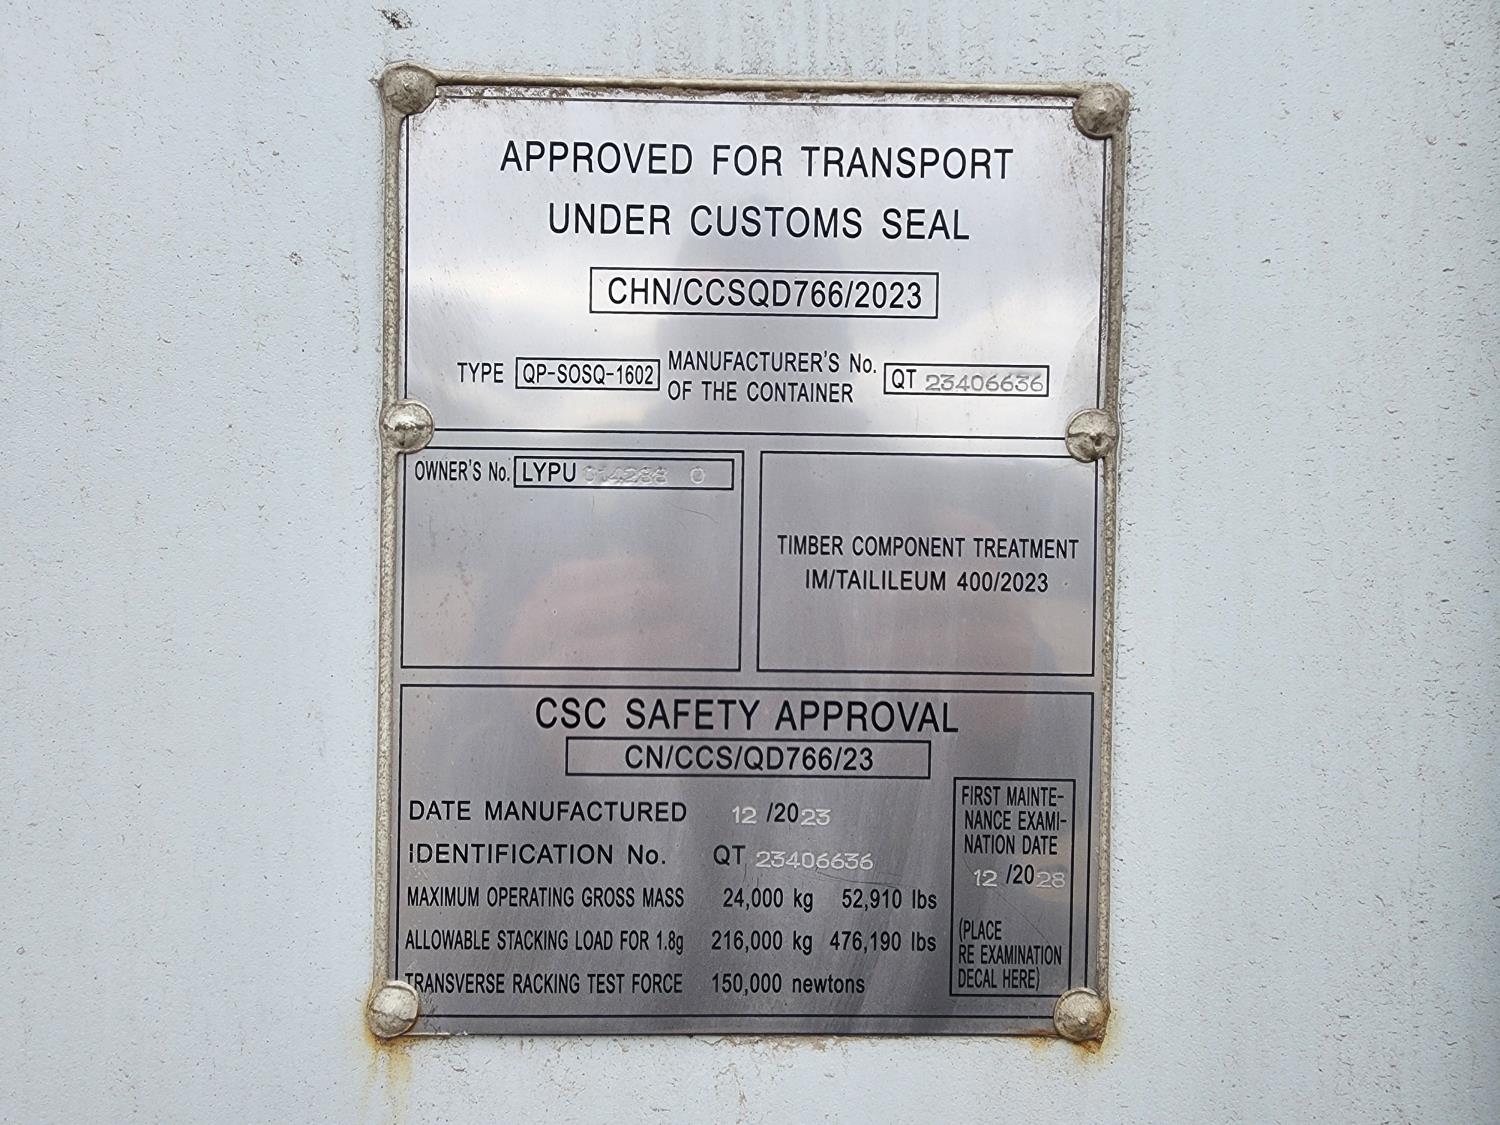 APPROVED FOR TRANSPORT
UNDER CUSTOMS SEAL
CHN/CCSQD766/2023
TYPE QP-SOSQ-1602 MANUFACTURER'S No. OF THE CONTAINER QT 23406636
OWNER'S No. LYPU 0
TIMBER COMPONENT TREATMENT
IM/TAILILEUM 400/2023
CSC SAFETY APPROVAL
CN/CCS/QD766/23
DATE MANUFACTURED 12 /2023
IDENTIFICATION No. QT 23406636
MAXIMUM OPERATING GROSS MASS 24,000 kg 52,910 lbs
ALLOWABLE STACKING LOAD FOR 1.8g 216,000 kg 476,190 lbs
TRANSVERSE RACKING TEST FORCE 150,000 newtons
FIRST MAINTE-
NANCE EXAMI-
NATION DATE
12 /2028
(PLACE
RE EXAMINATION
DECAL HERE)